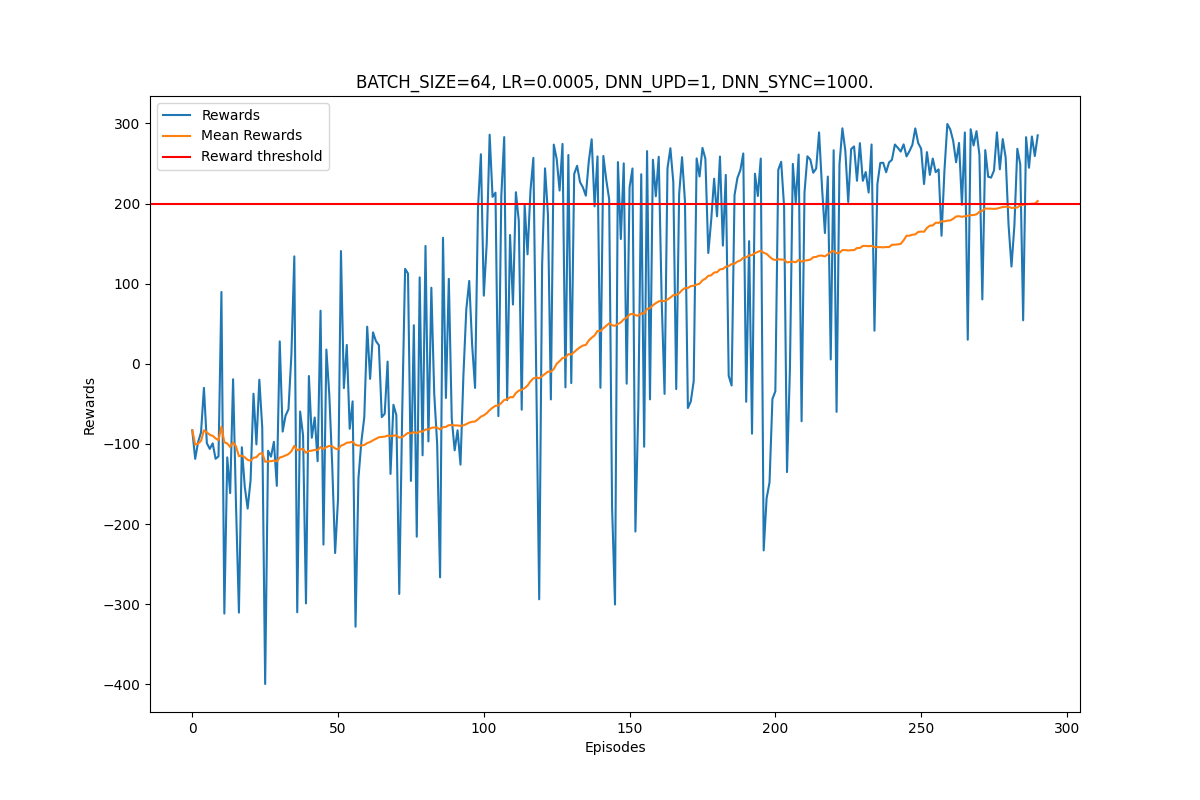 BATCH_SIZE=64, LR=0.0005, DNN_UPD=1, DNN_SYNC=1000.
Rewards
Mean Rewards
Reward threshold
300
200
100
0
−100
−200
−300
−400
Rewards
0 50 100 150 200 250 300
Episodes